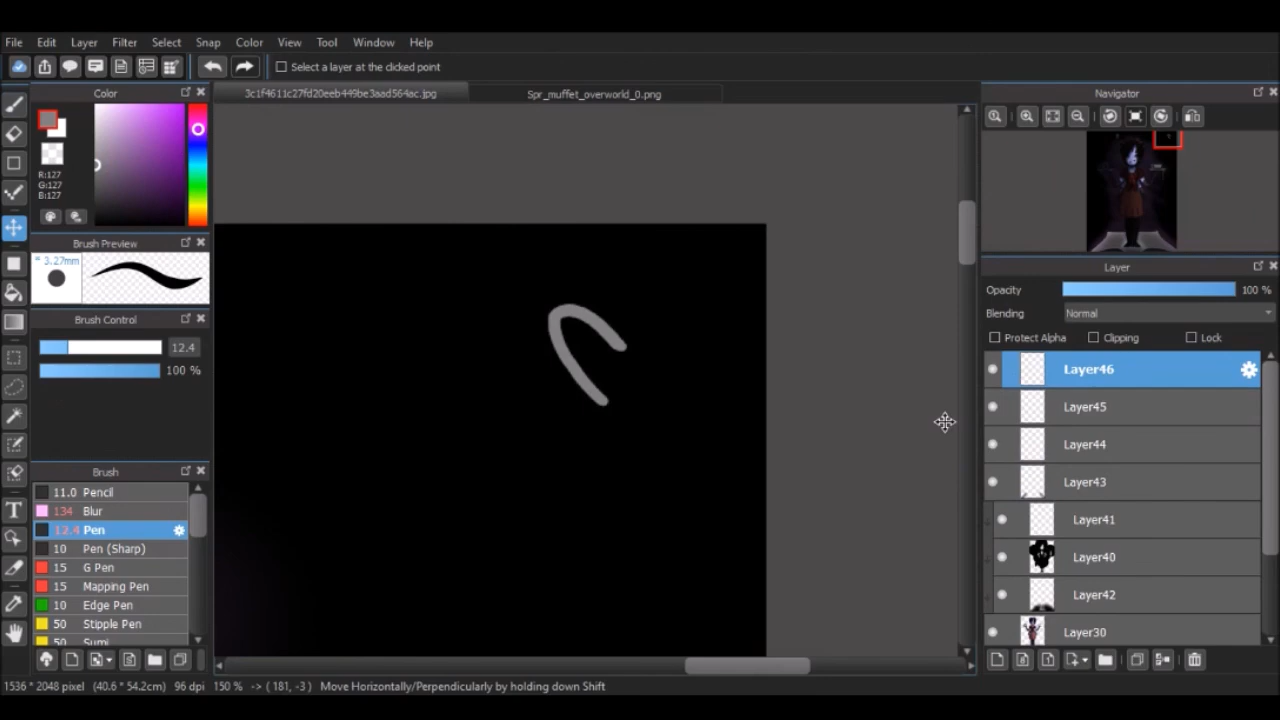 File Edit Layer Filter Select Snap Color View Tool Window Help
Select a layer at the clicked point
Color
3c1f4611c27fd20eeb449be3aad564ac.jpg
Spr_muffet_overworld_0.png
Navigator
R:127
G:127
B:127
Brush Preview
= 3.27mm
Brush Control
12.4
100 %
Layer
Opacity 100 %
Blending Normal
Protect Alpha Clipping Lock
Layer46
Layer45
Layer44
Layer43
Layer41
Layer40
Layer42
Layer30
Brush
11.0 Pencil
134 Blur
12.4 Pen
10 Pen (Sharp)
15 G Pen
15 Mapping Pen
10 Edge Pen
50 Stipple Pen
50 Sumi
1536 * 2048 pixel (40.6 * 54.2cm) 96 dpi 150 % -> ( 181, -3 ) Move Horizontally/Perpendicularly by holding down Shift